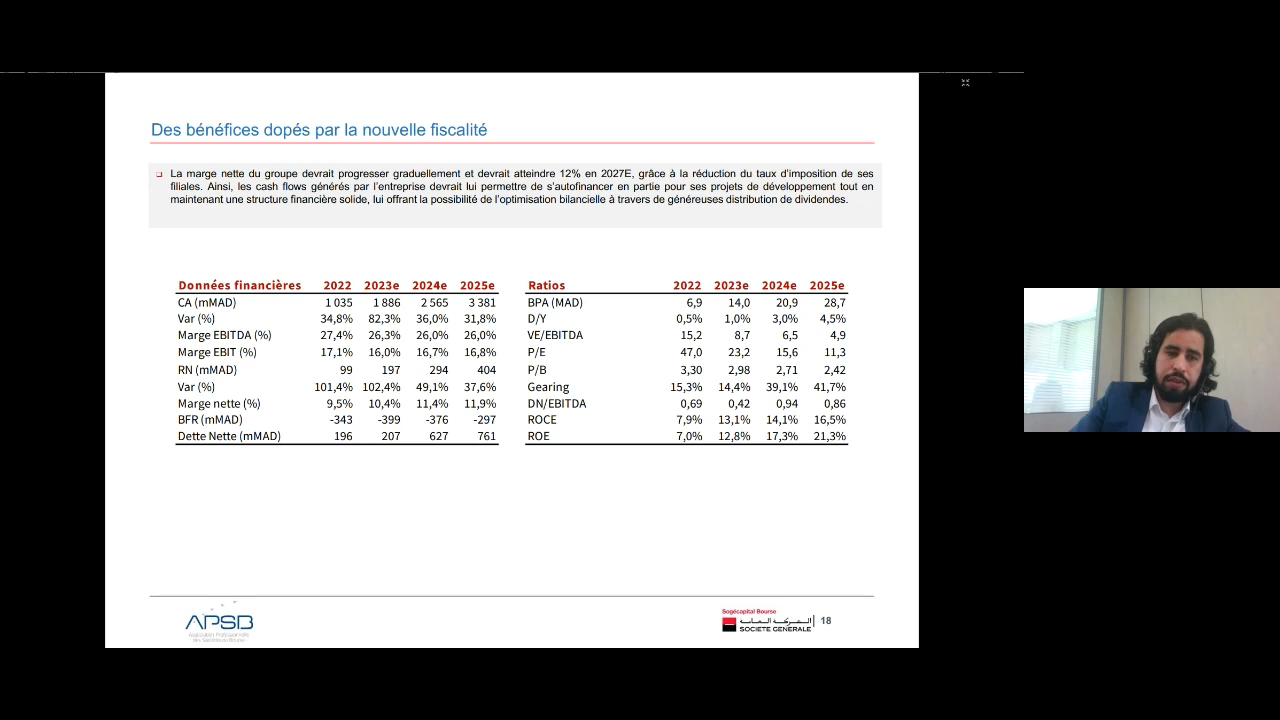 Des bénéfices dopés par la nouvelle fiscalité
La marge nette du groupe devrait progresser graduellement et devrait atteindre 12% en 2027E, grâce à la réduction du taux d’imposition de ses
filiales. Ainsi, les cash flows générés par l’entreprise devrait lui permettre de s’autofinancer en partie pour ses projets de développement tout en
maintenant une structure financière solide, lui offrant la possibilité de l’optimisation bilancielle à travers de généreuses distribution de dividendes.
Données financières 2022 2023e 2024e 2025e
CA (mMAD) 1 035 1 886 2 565 3 381
Var (%) 34,8% 82,3% 36,0% 31,8%
Marge EBITDA (%) 27,4% 26,3% 26,0% 26,0%
Marge EBIT (%) 17,1% 16,0% 16,7% 16,8%
RN (mMAD) 99 197 294 404
Var (%) 101,4% 102,4% 49,1% 37,6%
Marge nette (%) 9,5% 10,4% 11,4% 11,9%
BFR (mMAD) -343 -399 -376 -297
Dette Nette (mMAD) 196 207 627 761
Ratios 2022 2023e 2024e 2025e
BPA (MAD) 6,9 14,0 20,9 28,7
D/Y 0,5% 1,0% 3,0% 4,5%
VE/EBITDA 15,2 8,7 6,5 4,9
P/E 47,0 23,2 15,6 11,3
P/B 3,30 2,98 2,71 2,42
Gearing 15,3% 14,4% 39,1% 41,7%
DN/EBITDA 0,69 0,42 0,94 0,86
ROCE 7,9% 13,1% 14,1% 16,5%
ROE 7,0% 12,8% 17,3% 21,3%
APSB
Association Professionnelle
des Sociétés de Bourse
Sogécapital Bourse
الشركة العامة
SOCIETE GENERALE
18